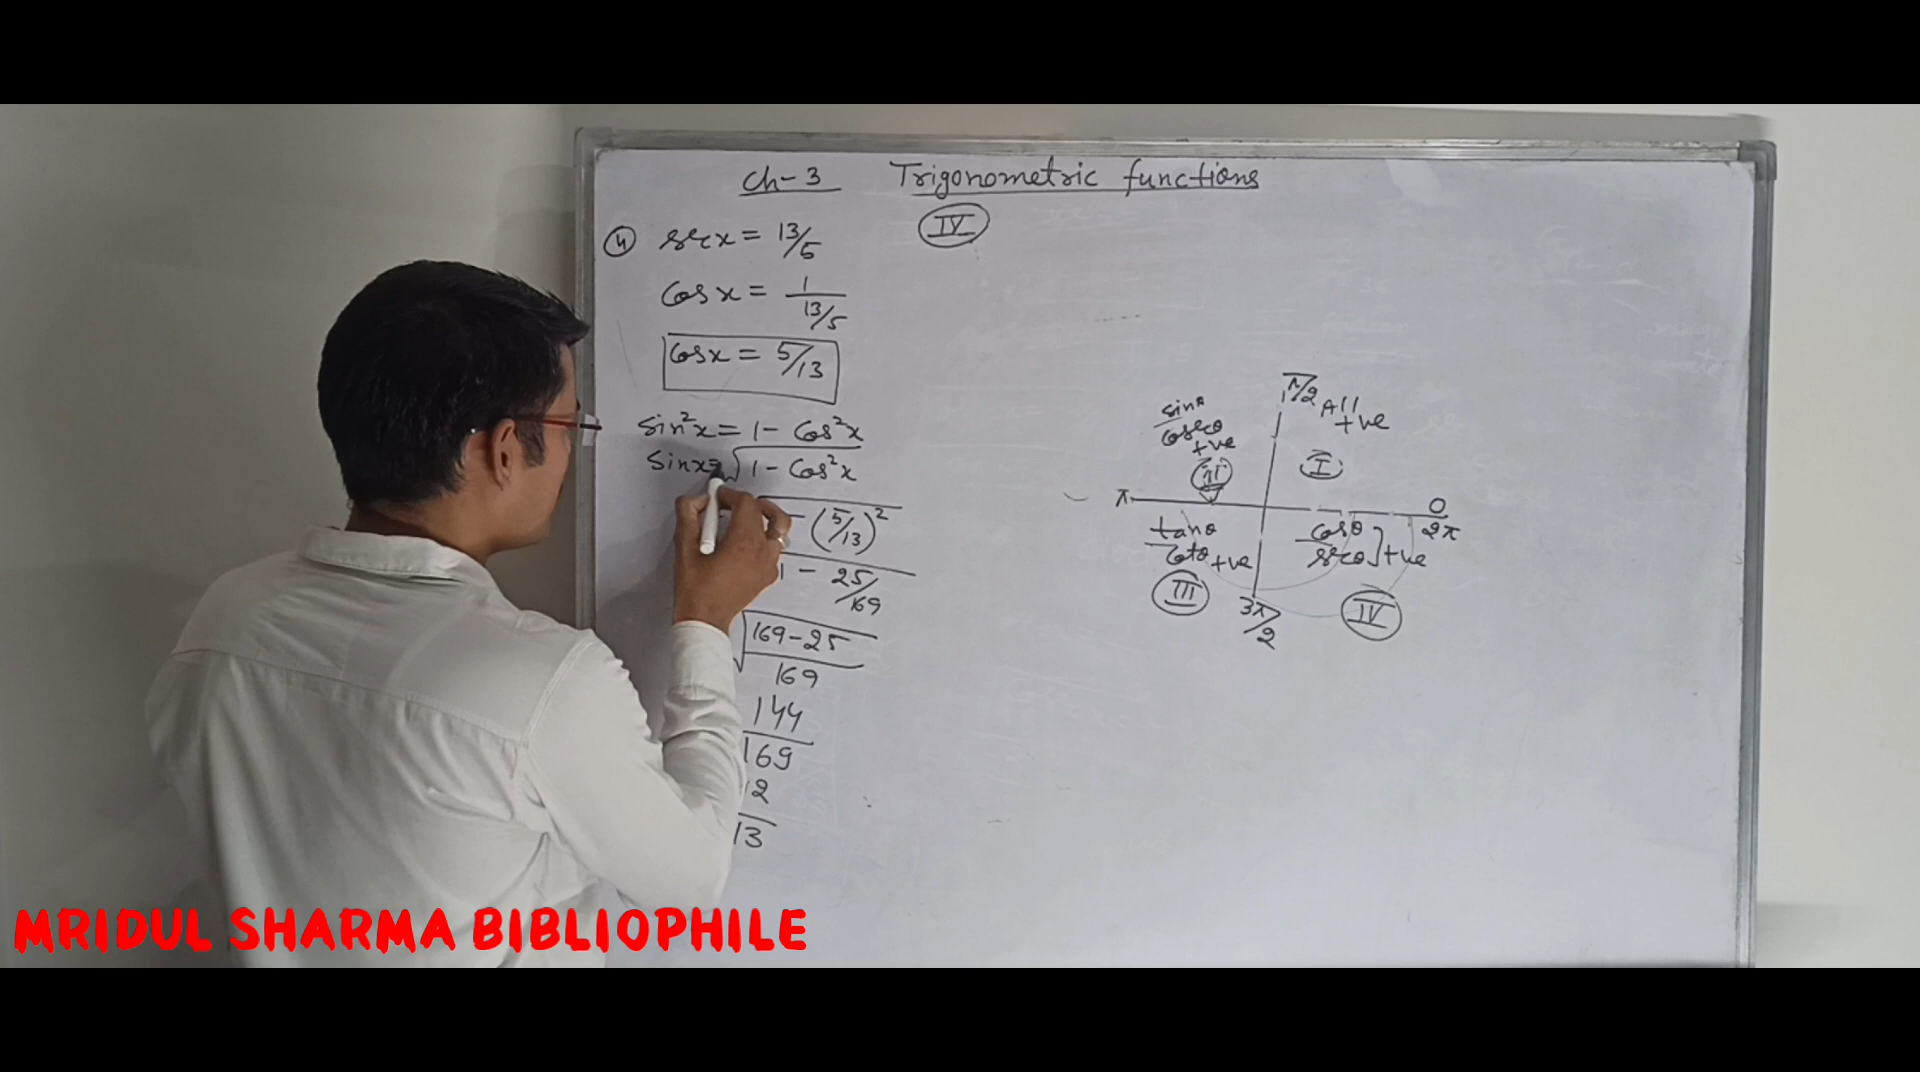 Ch-3 Trigonometric functions
IV
4 secx = 13/5
Cosx = 1
13/5
Cosx = 5/13
Sin²x = 1 - Cos²x
Sinx = √1 - Cos²x
- (5/13)²
1 - 25/169
√169-25
169
144
169
12
13
π/2
All
+ve
I
sinθ
Cosecθ
+ve
II
π
0
2π
tanθ
Cotθ +ve
III
Cosθ
secθ] +ve
IV
3π/2
MRIDUL SHARMA BIBLIOPHILE